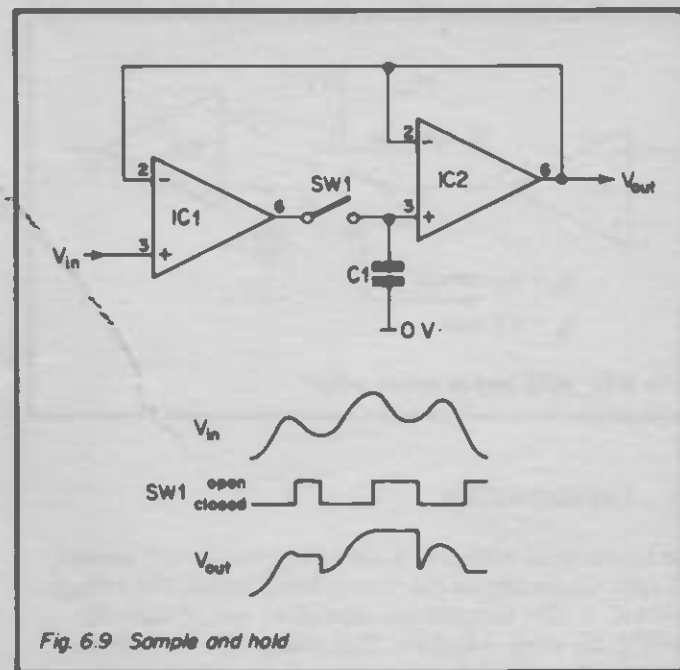 2 -
IC1
6
3 +
V_in
SW1
2 -
IC2
6
3 +
V_out
C1
0 V
V_in
SW1
open
closed
V_out
Fig. 6.9 Sample and hold